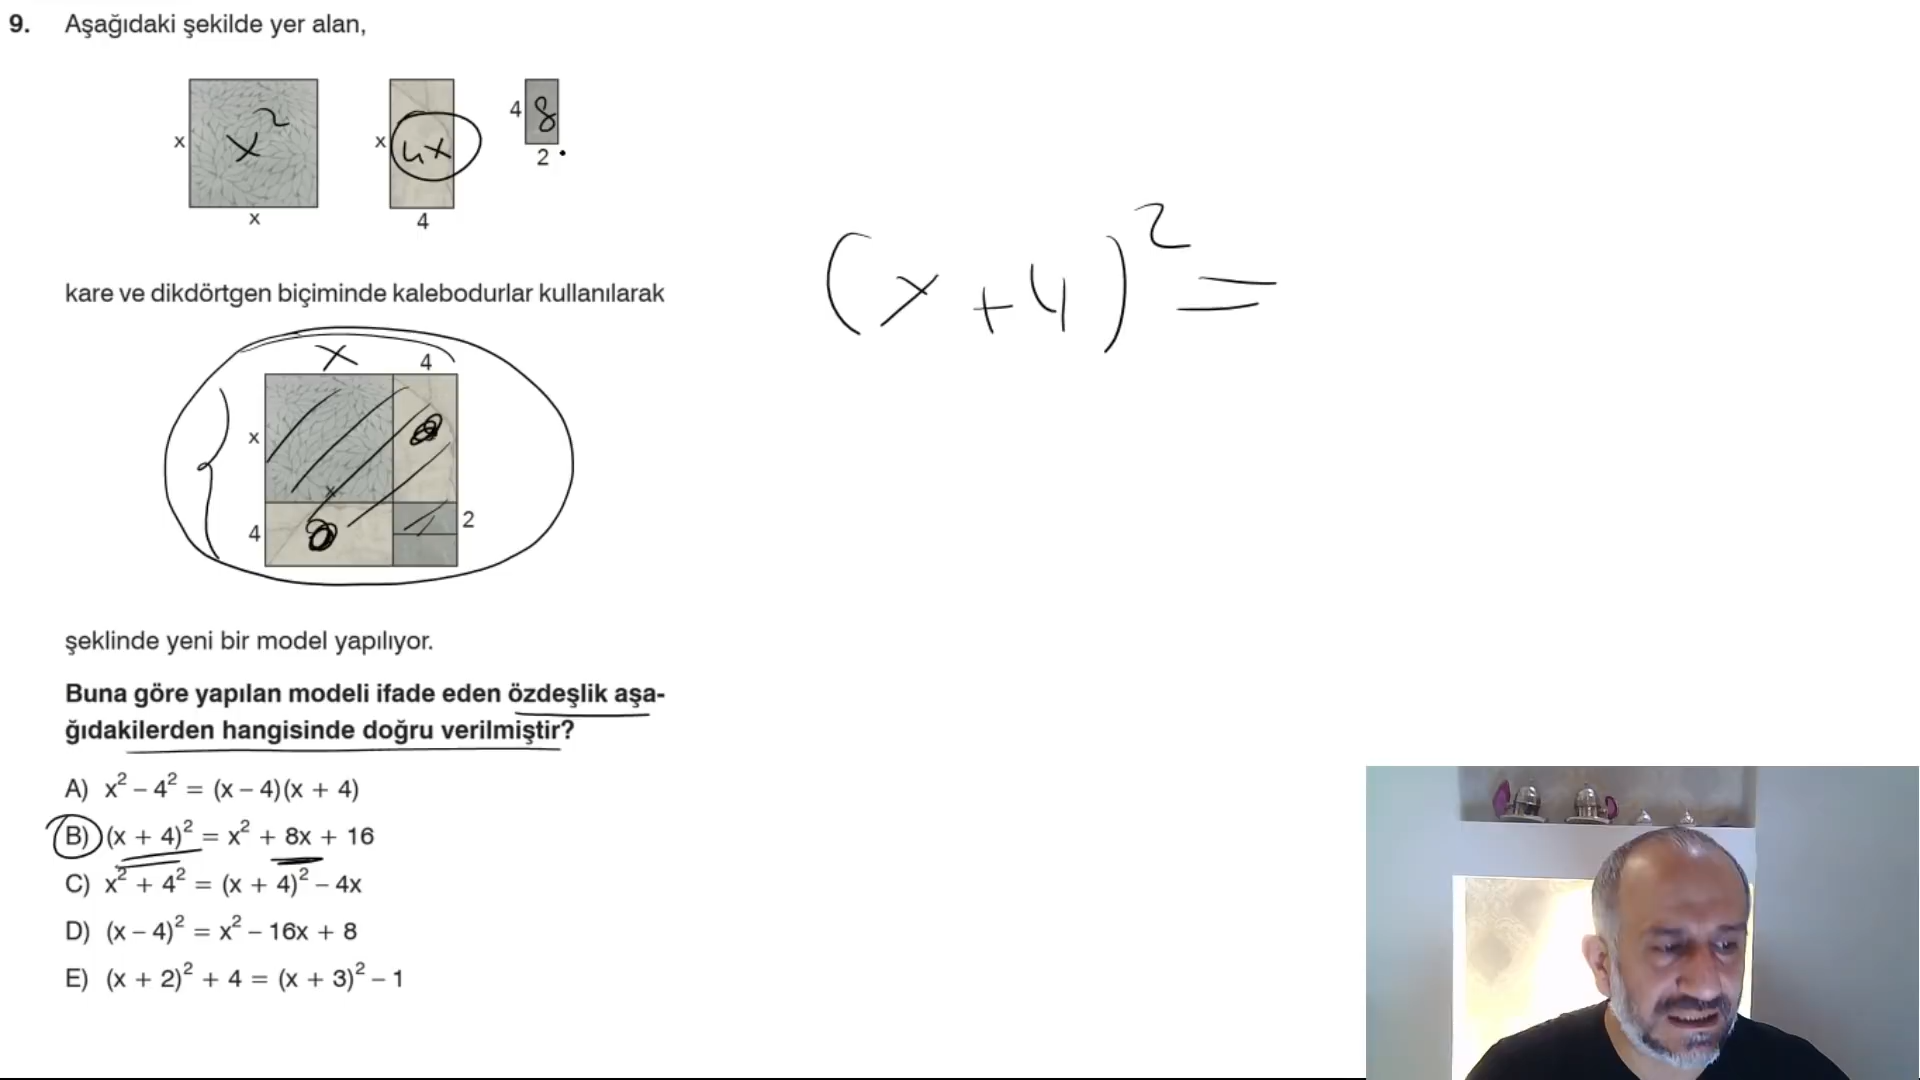 9. Aşağıdaki şekilde yer alan,
x
x²
x
x
4x
4
4
8
2
(x+4)² =
kare ve dikdörtgen biçiminde kalebodurlar kullanılarak
x
4
x
x
4
2
şeklinde yeni bir model yapılıyor.
Buna göre yapılan modeli ifade eden özdeşlik aşa-
ğıdakilerden hangisinde doğru verilmiştir?
A) x² – 4² = (x – 4)(x + 4)
B) (x + 4)² = x² + 8x + 16
C) x² + 4² = (x + 4)² – 4x
D) (x – 4)² = x² – 16x + 8
E) (x + 2)² + 4 = (x + 3)² – 1